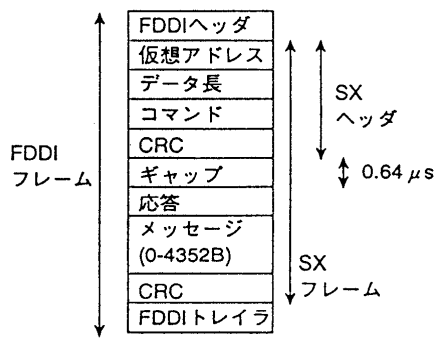 FDDIヘッダ
仮想アドレス
データ長
コマンド
CRC
ギャップ
応答
メッセージ
(0-4352B)
CRC
FDDIトレイラ
FDDI
フレーム
SX
ヘッダ
0.64 μs
SX
フレーム